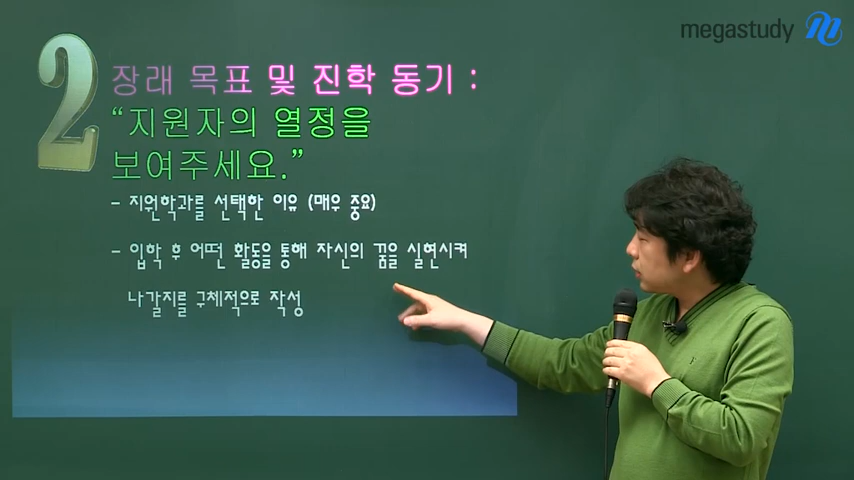 megastudy
2
장래 목표 및 진학 동기 :
“지원자의 열정을
보여주세요.”
- 지원학과를 선택한 이유 (매우 중요)
- 입학 후 어떤 활동을 통해 자신의 꿈을 실현시켜
나갈지를 구체적으로 작성